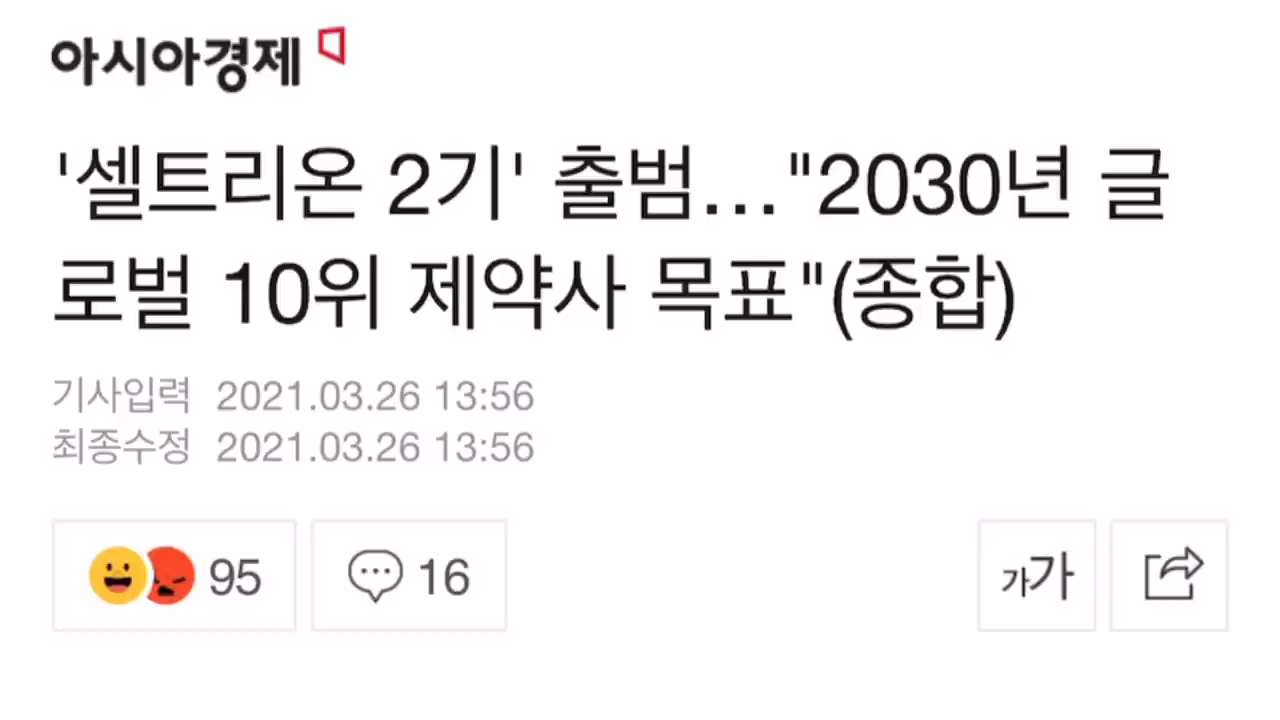 아시아경제
'셀트리온 2기' 출범..."2030년 글
로벌 10위 제약사 목표"(종합)
기사입력 2021.03.26 13:56
최종수정 2021.03.26 13:56
95 16 가가